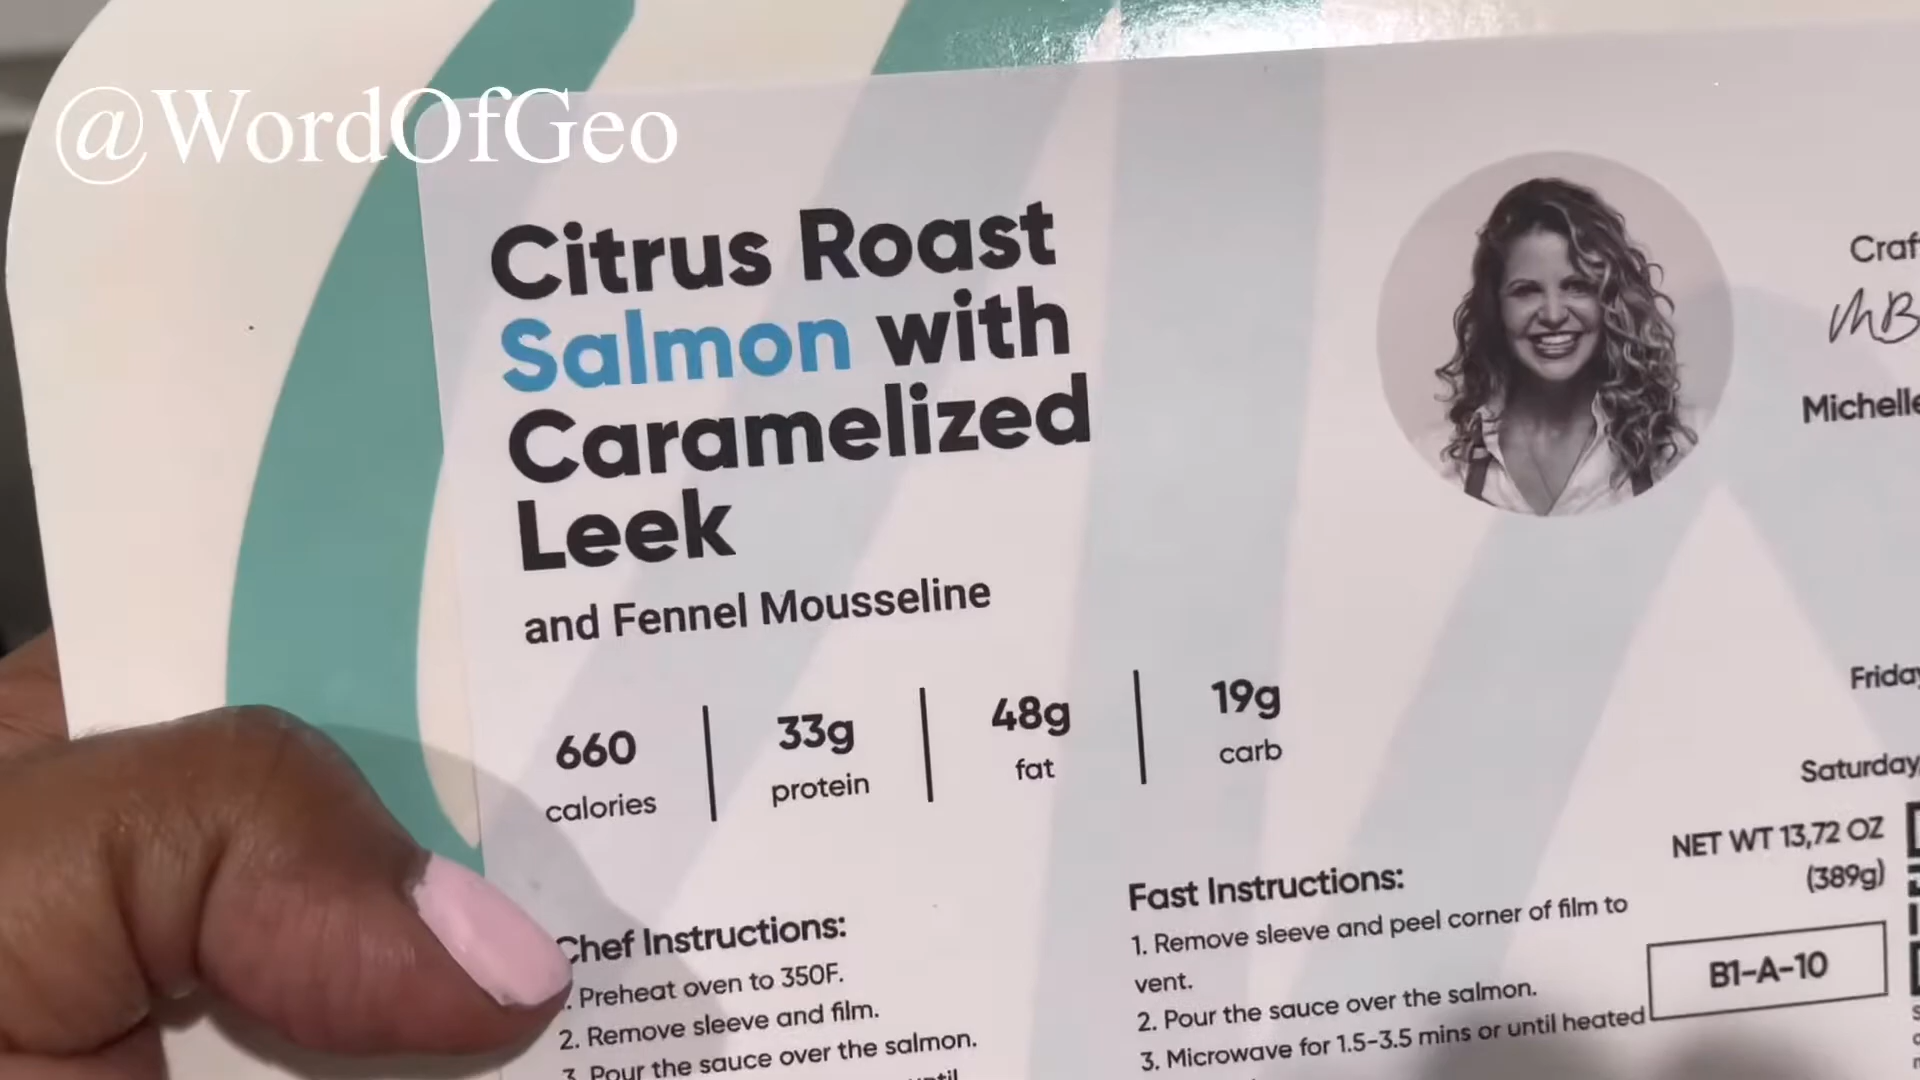 @WordOfGeo
Citrus Roast
Salmon with
Caramelized
Leek
and Fennel Mousseline
660
calories
33g
protein
48g
fat
19g
carb
Chef Instructions:
Preheat oven to 350F.
2. Remove sleeve and film.
3. Pour the sauce over the salmon.
Fast Instructions:
1. Remove sleeve and peel corner of film to
vent.
2. Pour the sauce over the salmon.
3. Microwave for 1.5-3.5 mins or until heated
Michelle
Saturday,
NET WT 13,72 OZ
(389g)
B1-A-10